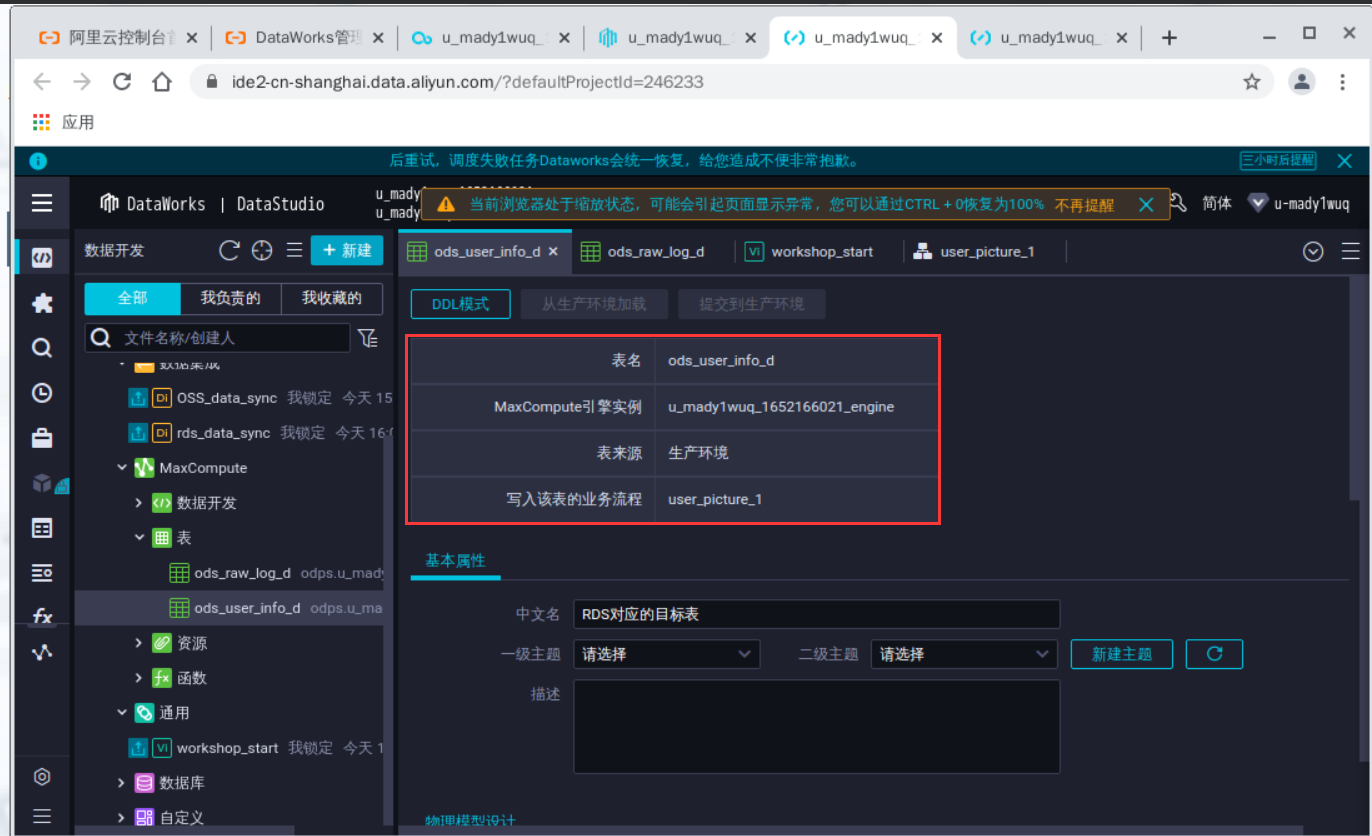 阿里云控制台
DataWorks管理
u_mady1wuq_
u_mady1wuq_
u_mady1wuq_
u_mady1wuq_
ide2-cn-shanghai.data.aliyun.com/?defaultProjectId=246233
应用
后重试，调度失败任务Dataworks会统一恢复，给您造成不便非常抱歉。
三小时后提醒
DataWorks | DataStudio
u_mady
u_mady
当前浏览器处于缩放状态，可能会引起页面显示异常，您可以通过CTRL + 0恢复为100% 不再提醒
简体
u-mady1wuq
数据开发
+ 新建
ods_user_info_d
ods_raw_log_d
Vi workshop_start
user_picture_1
全部
我负责的
我收藏的
DDL模式
从生产环境加载
提交到生产环境
文件名称/创建人
数据集成
Di OSS_data_sync 我锁定 今天 15
Di rds_data_sync 我锁定 今天 16:0
MaxCompute
数据开发
表
ods_raw_log_d odps.u_mady
ods_user_info_d odps.u_ma
fx
资源
函数
通用
Vi workshop_start 我锁定 今天 1
数据库
自定义
表名 ods_user_info_d
MaxCompute引擎实例 u_mady1wuq_1652166021_engine
表来源 生产环境
写入该表的业务流程 user_picture_1
基本属性
中文名 RDS对应的目标表
一级主题 请选择 二级主题 请选择 新建主题
描述
物理模型设计